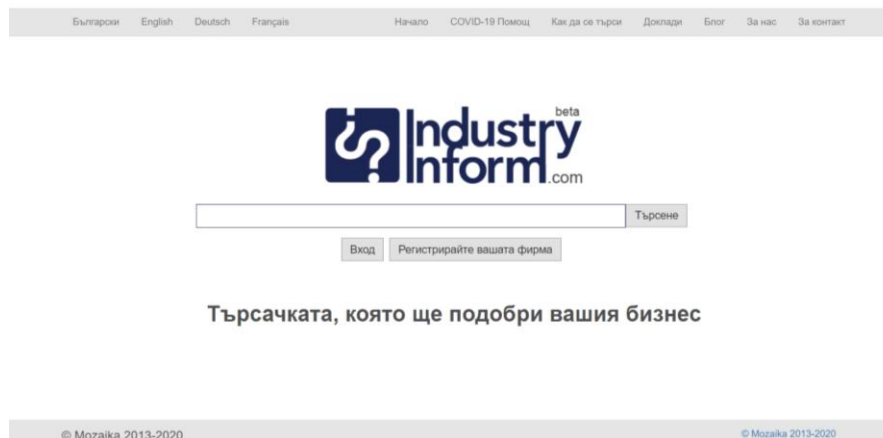 Български English Deutsch Français Начало COVID-19 Помощ Как да се търси Доклади Блог За нас За контакт
Industry beta
Inform.com
Търсене
Вход Регистрирайте вашата фирма
Търсачката, която ще подобри вашия бизнес
© Mozaika 2013-2020 © Mozaika 2013-2020